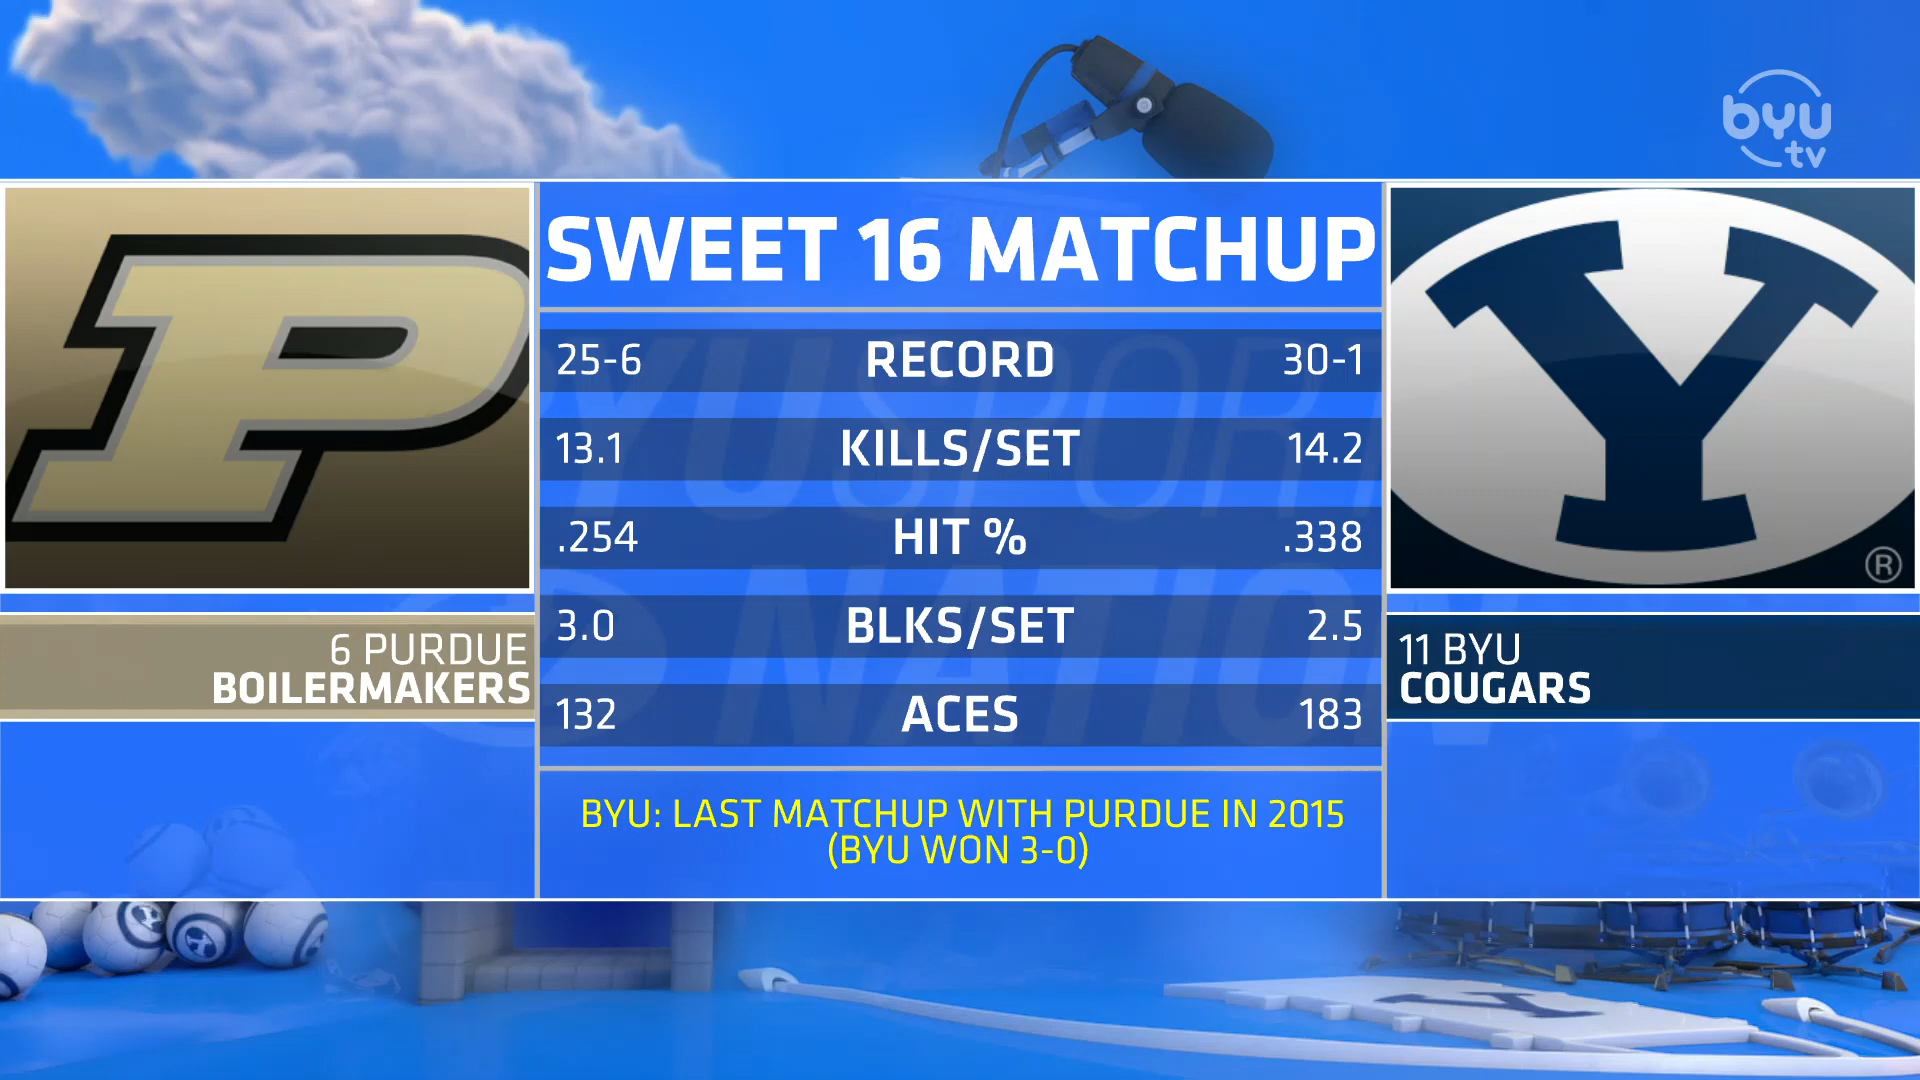 byu
tv
SWEET 16 MATCHUP
25-6 RECORD 30-1
13.1 KILLS/SET 14.2
.254 HIT % .338
3.0 BLKS/SET 2.5
132 ACES 183
P
Y
®
6 PURDUE
BOILERMAKERS
11 BYU
COUGARS
BYU: LAST MATCHUP WITH PURDUE IN 2015
(BYU WON 3-0)
BYUSPORTS
NATION